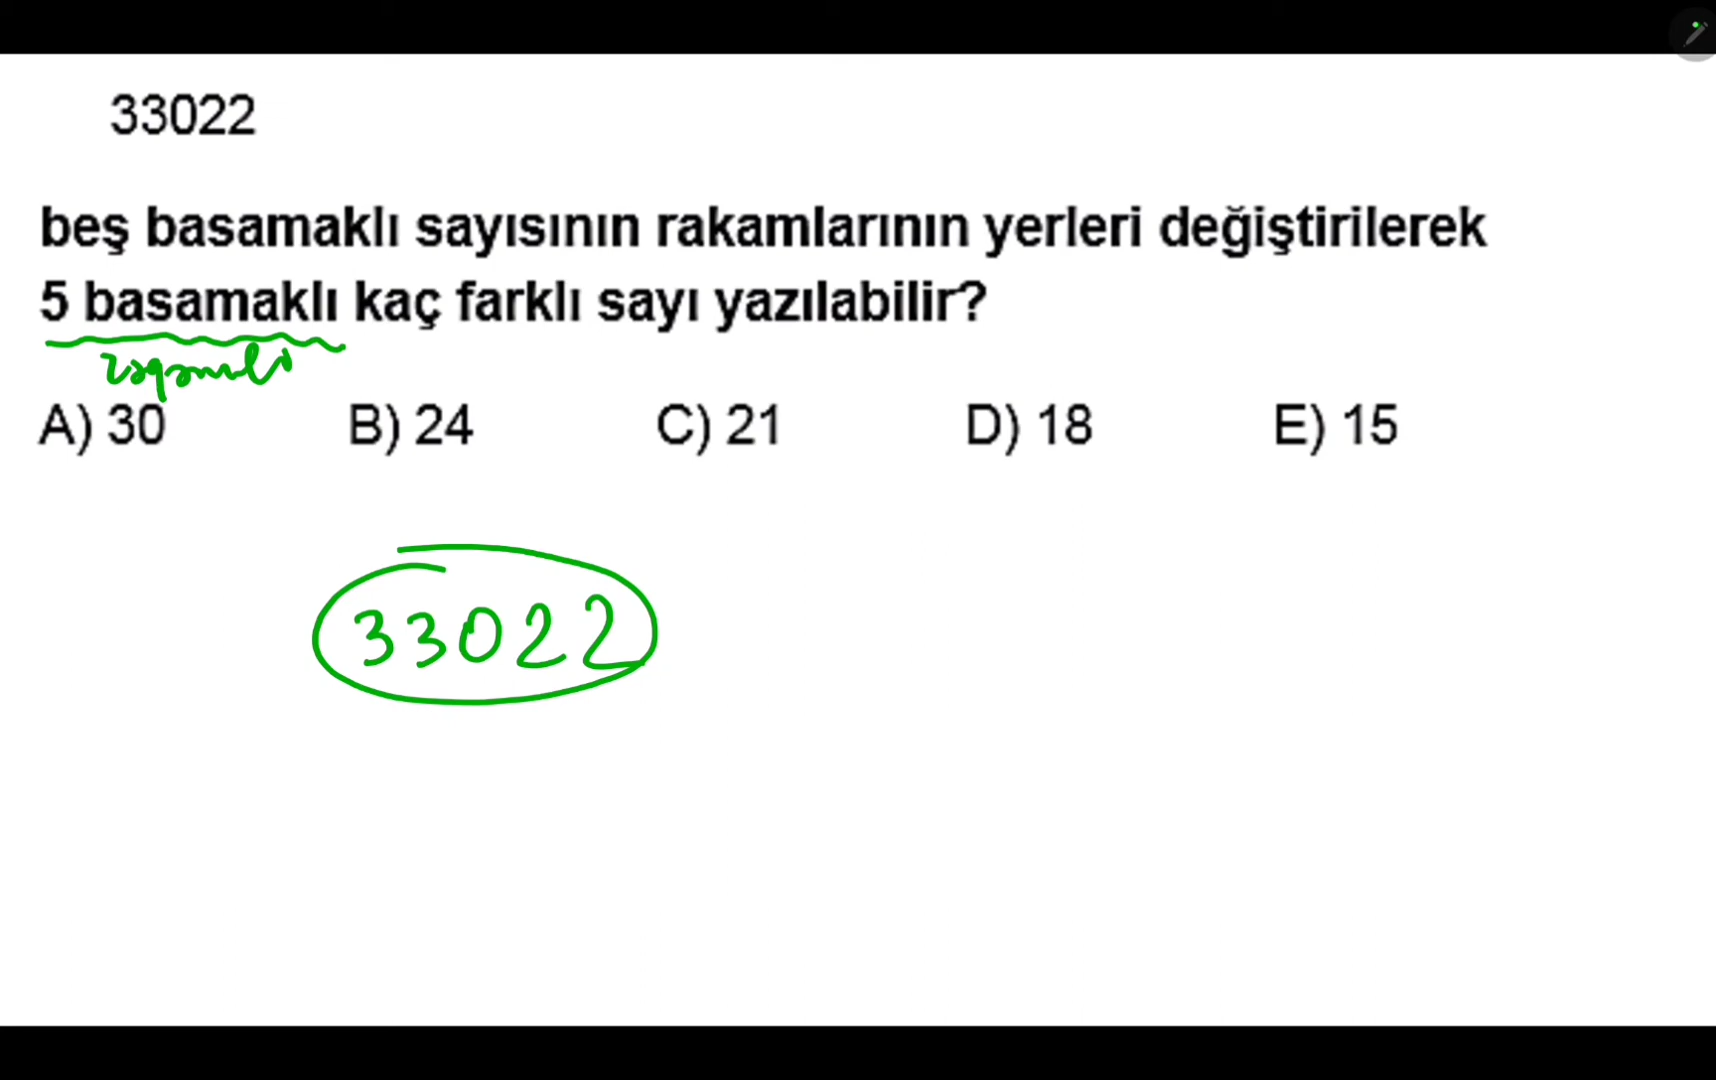 33022
beş basamaklı sayısının rakamlarının yerleri değiştirilerek
5 basamaklı kaç farklı sayı yazılabilir?
rəqəmli
A) 30 B) 24 C) 21 D) 18 E) 15
33022